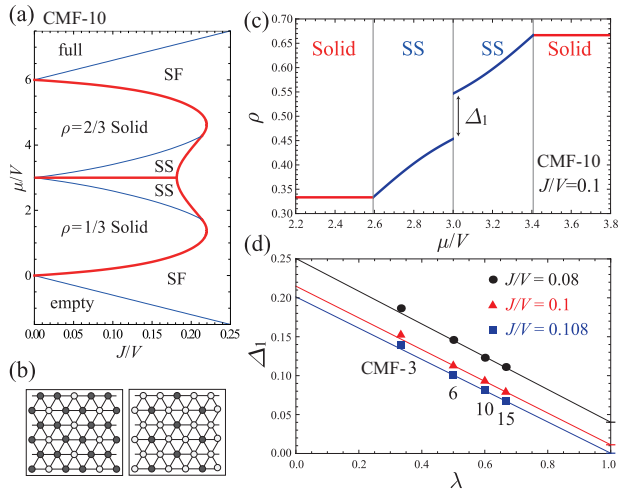 (a)
CMF-10
full
SF
ρ=2/3 Solid
SS
SS
ρ=1/3 Solid
SF
empty
μ/V
6
4
2
0
0.00 0.05 0.10 0.15 0.20 0.25
J/V
(b)
(c)
Solid SS SS Solid
Δ1
CMF-10
J/V=0.1
ρ
0.70
0.65
0.60
0.55
0.50
0.45
0.40
0.35
0.30
2.2 2.4 2.6 2.8 3.0 3.2 3.4 3.6 3.8
μ/V
(d)
J/V = 0.08
J/V = 0.1
J/V = 0.108
CMF-3
6
10
15
Δ1
0.25
0.20
0.15
0.10
0.05
0.00
0.0 0.2 0.4 0.6 0.8 1.0
λ